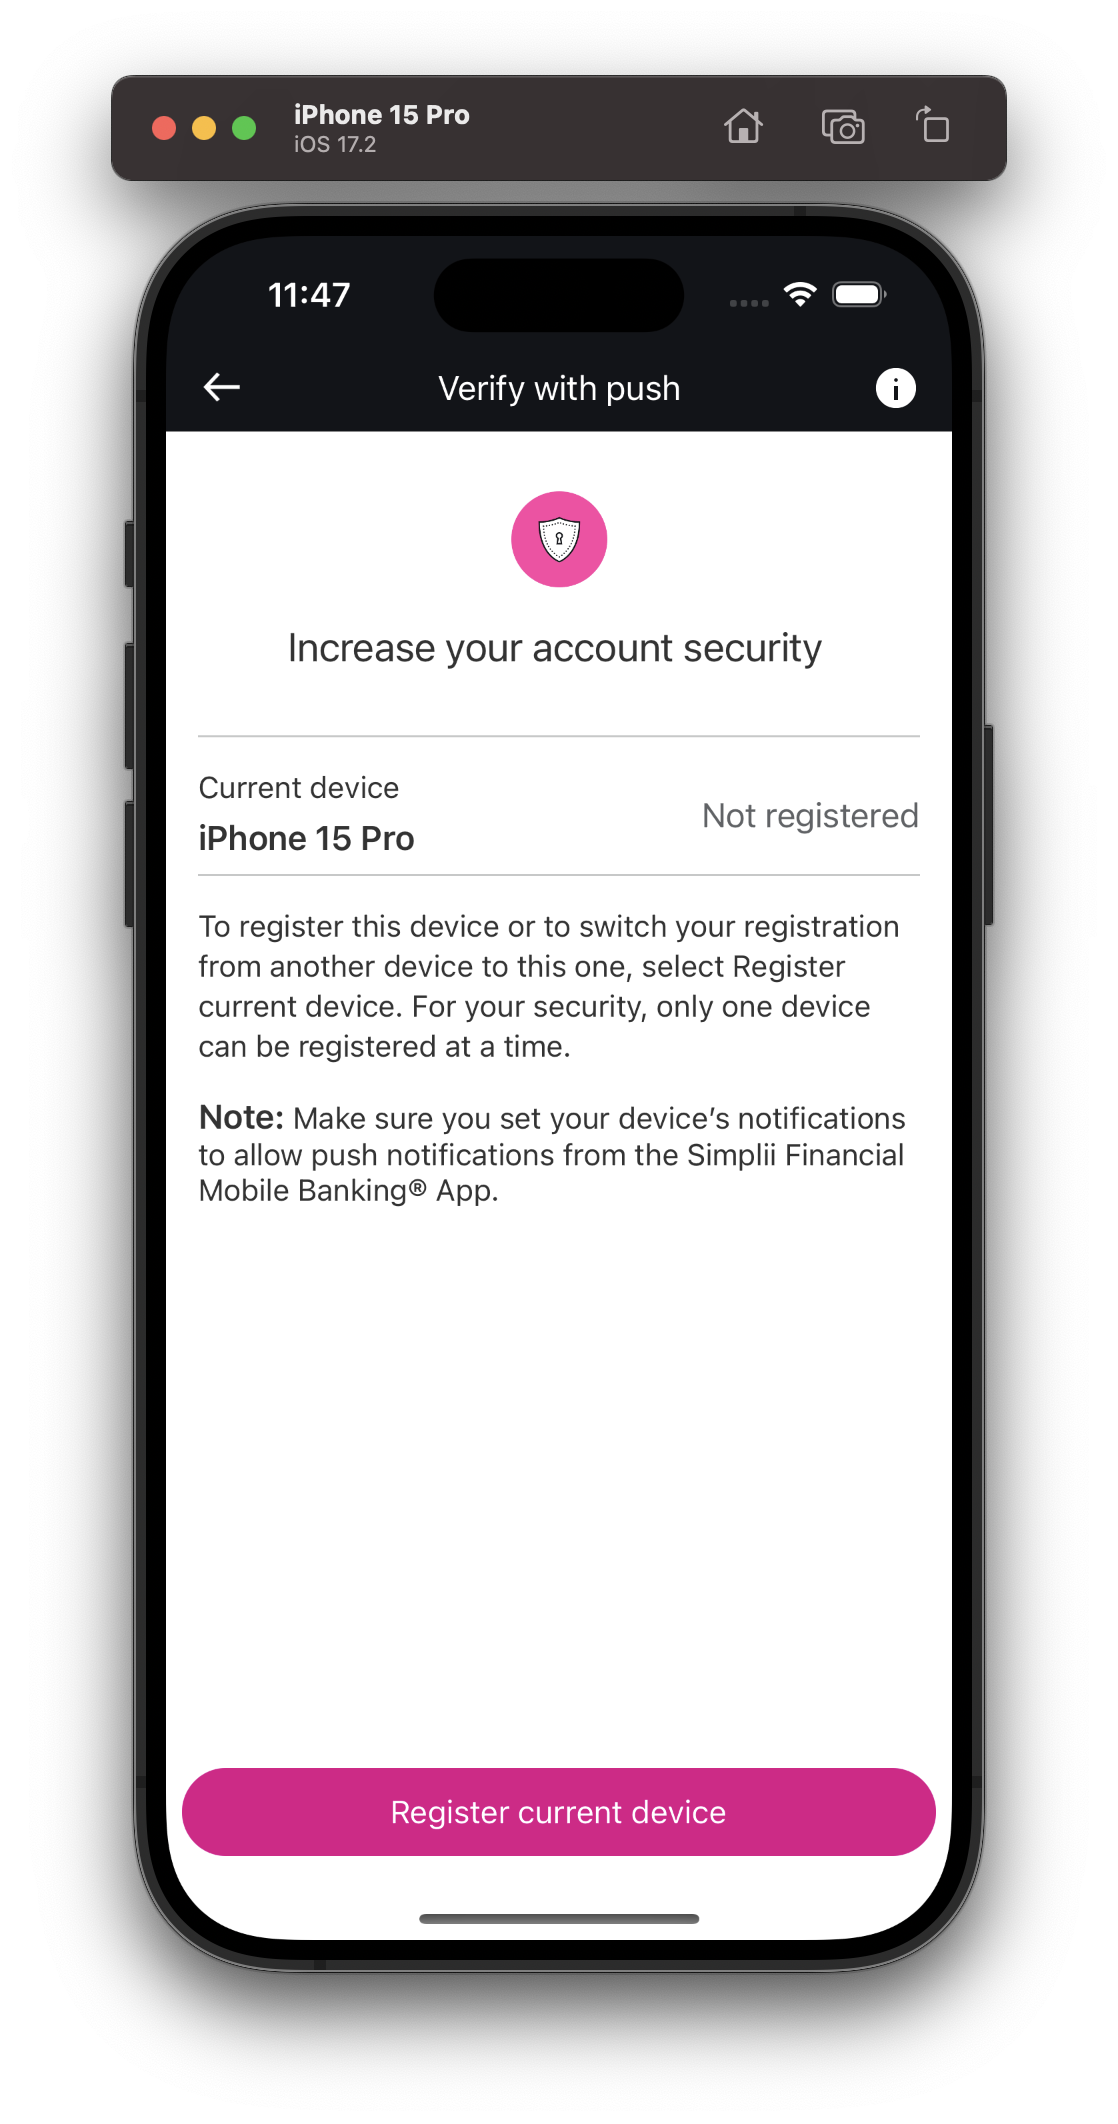 iPhone 15 Pro
iOS 17.2
11:47
Verify with push
Increase your account security
Current device
iPhone 15 Pro
Not registered
To register this device or to switch your registration
from another device to this one, select Register
current device. For your security, only one device
can be registered at a time.
Note: Make sure you set your device’s notifications
to allow push notifications from the Simplii Financial
Mobile Banking® App.
Register current device